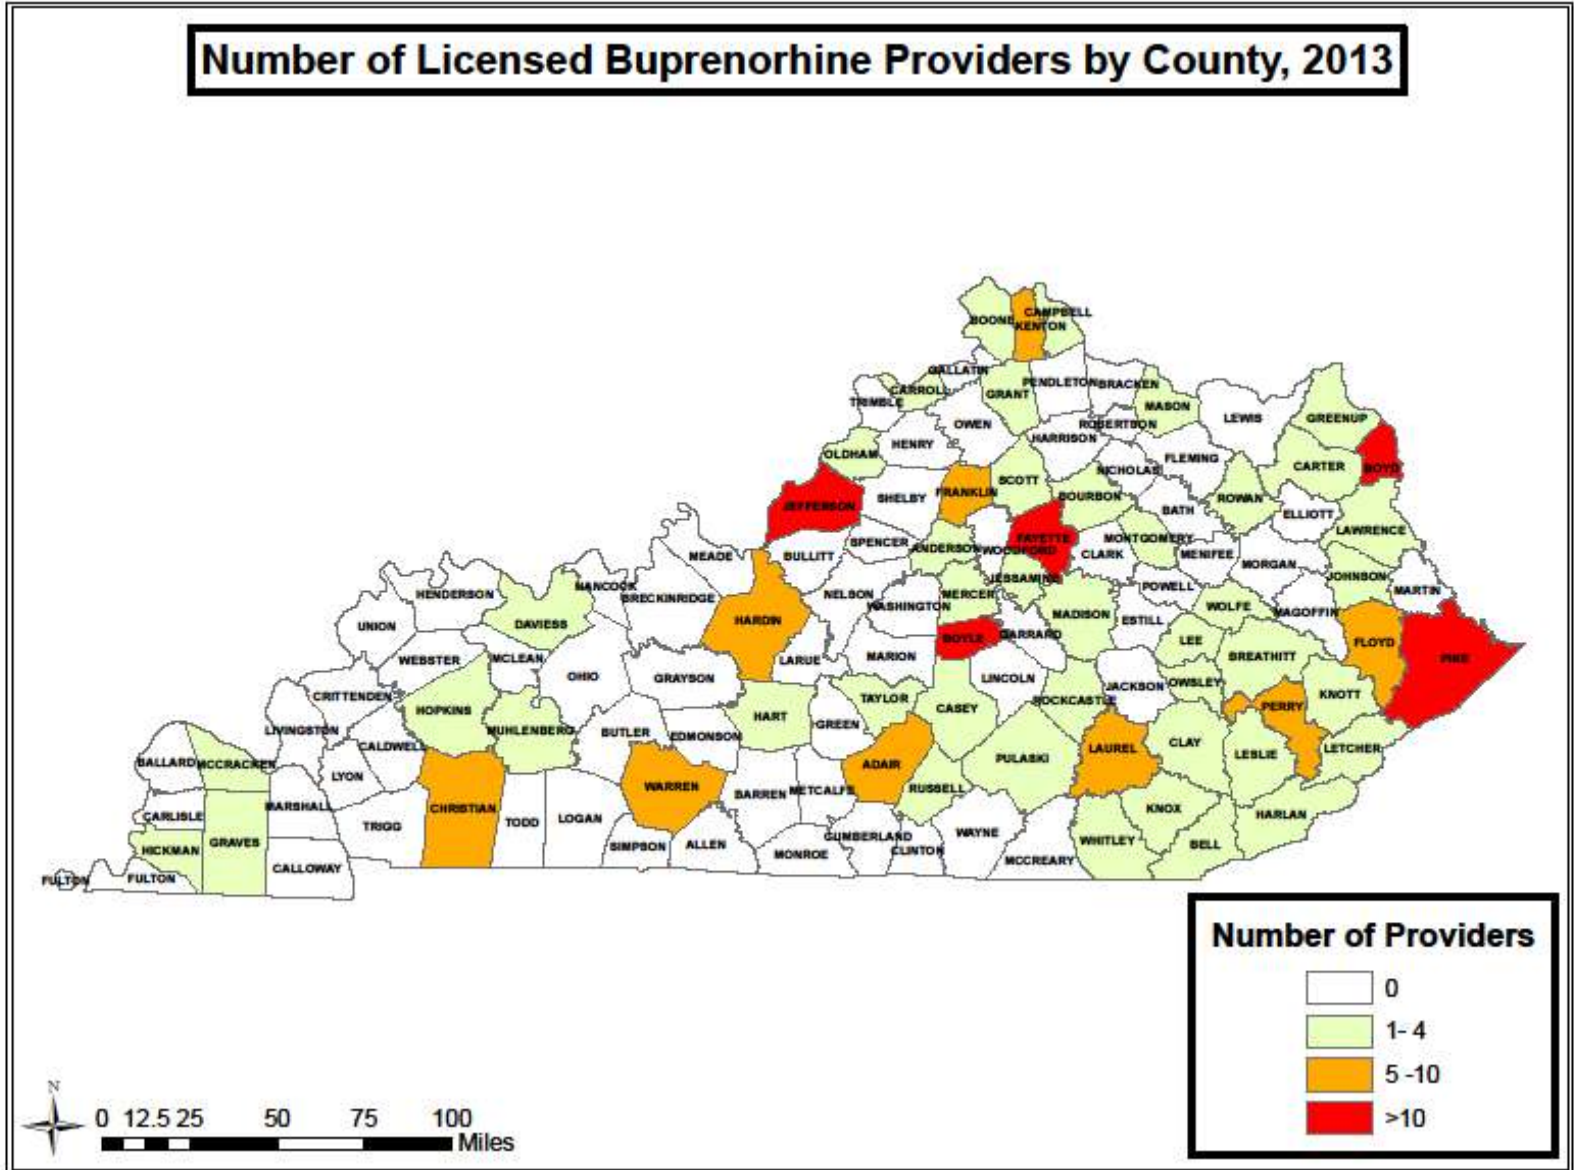 Number of Licensed Buprenorhine Providers by County, 2013
CAMPBELL
BOONE
KENTON
GALLATIN
PENDLETON
BRACKEN
CARROLL
GRANT
TRIMBLE
MASON
LEWIS
GREENUP
OWEN
ROBERTSON
HARRISON
HENRY
OLDHAM
FLEMING
CARTER
BOYD
NICHOLAS
SCOTT
FRANKLIN
SHELBY
BOURBON
ROWAN
JEFFERSON
BATH
ELLIOTT
LAWRENCE
FAYETTE
MONTGOMERY
SPENCER
ANDERSON
WOODFORD
CLARK
MENIFEE
MEADE
BULLITT
MORGAN
JESSAMINE
JOHNSON
MARTIN
POWELL
HANCOCK
HENDERSON
BRECKINRIDGE
NELSON
MERCER
WASHINGTON
WOLFE
MAGOFFIN
MADISON
ESTILL
HARDIN
DAVIESS
UNION
BOYLE
GARRARD
LEE
FLOYD
MARION
BREATHITT
PIKE
WEBSTER
MCLEAN
LARUE
OHIO
GRAYSON
LINCOLN
JACKSON
OWSLEY
CRITTENDEN
TAYLOR
ROCKCASTLE
KNOTT
PERRY
HOPKINS
CASEY
HART
GREEN
LIVINGSTON
MUHLENBERG
BUTLER
EDMONSON
CALDWELL
LAUREL
CLAY
LETCHER
LESLIE
BALLARD
MCCRACKEN
PULASKI
ADAIR
LYON
WARREN
RUSSELL
BARREN
METCALFE
MARSHALL
CHRISTIAN
CARLISLE
KNOX
HARLAN
LOGAN
TODD
TRIGG
CUMBERLAND
WAYNE
GRAVES
HICKMAN
SIMPSON
ALLEN
WHITLEY
BELL
CLINTON
MONROE
MCCREARY
CALLOWAY
FULTON
FULTON
Number of Providers
0
1- 4
5 -10
>10
N
0 12.5 25 50 75 100
Miles